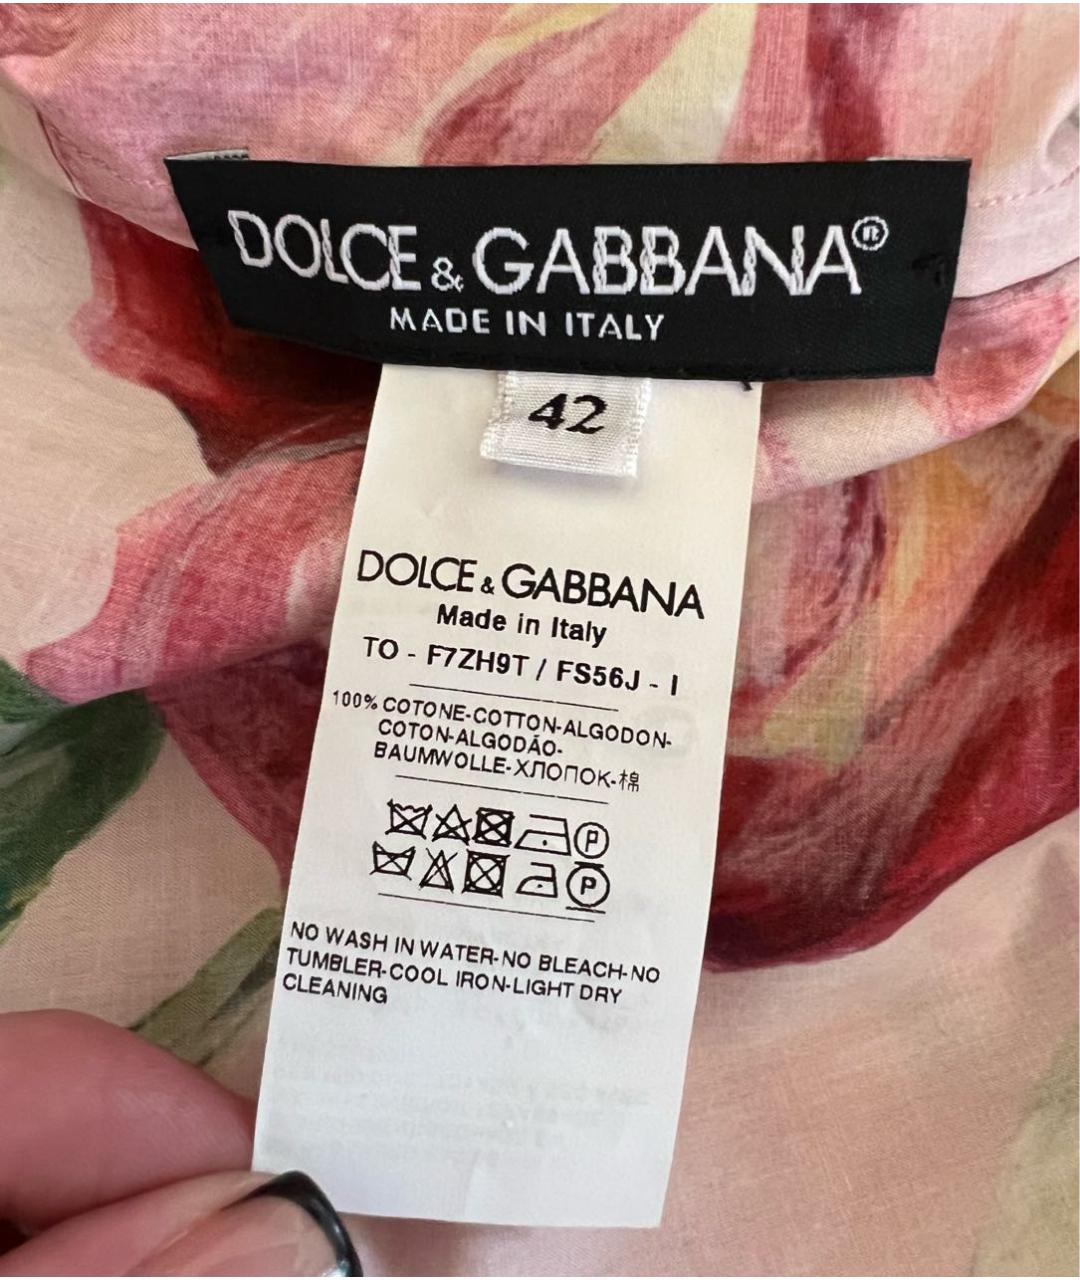 DOLCE & GABBANA®
MADE IN ITALY
42
DOLCE & GABBANA
Made in Italy
TO - F7ZH9T / FS56J - I
100% COTONE-COTTON-ALGODON-
COTON-ALGODÃO-
BAUMWOLLE-ХЛОПОК-棉
P
P
NO WASH IN WATER-NO BLEACH-NO
TUMBLER-COOL IRON-LIGHT DRY
CLEANING